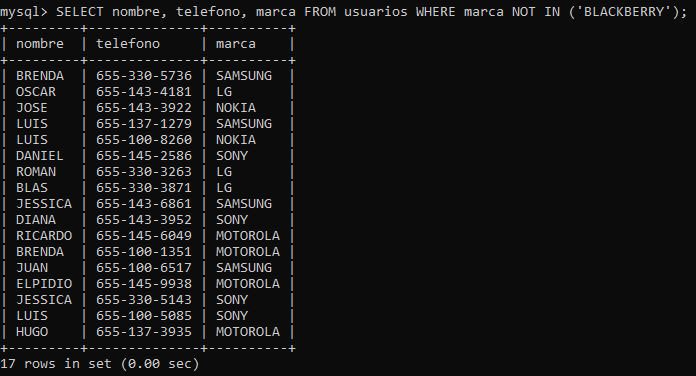 mysql> SELECT nombre, telefono, marca FROM usuarios WHERE marca NOT IN ('BLACKBERRY');
+---------+--------------+----------+
| nombre  | telefono     | marca    |
+---------+--------------+----------+
| BRENDA  | 655-330-5736 | SAMSUNG  |
| OSCAR   | 655-143-4181 | LG       |
| JOSE    | 655-143-3922 | NOKIA    |
| LUIS    | 655-137-1279 | SAMSUNG  |
| LUIS    | 655-100-8260 | NOKIA    |
| DANIEL  | 655-145-2586 | SONY     |
| ROMAN   | 655-330-3263 | LG       |
| BLAS    | 655-330-3871 | LG       |
| JESSICA | 655-143-6861 | SAMSUNG  |
| DIANA   | 655-143-3952 | SONY     |
| RICARDO | 655-145-6049 | MOTOROLA |
| BRENDA  | 655-100-1351 | MOTOROLA |
| JUAN    | 655-100-6517 | SAMSUNG  |
| ELPIDIO | 655-145-9938 | MOTOROLA |
| JESSICA | 655-330-5143 | SONY     |
| LUIS    | 655-100-5085 | SONY     |
| HUGO    | 655-137-3935 | MOTOROLA |
+---------+--------------+----------+
17 rows in set (0.00 sec)